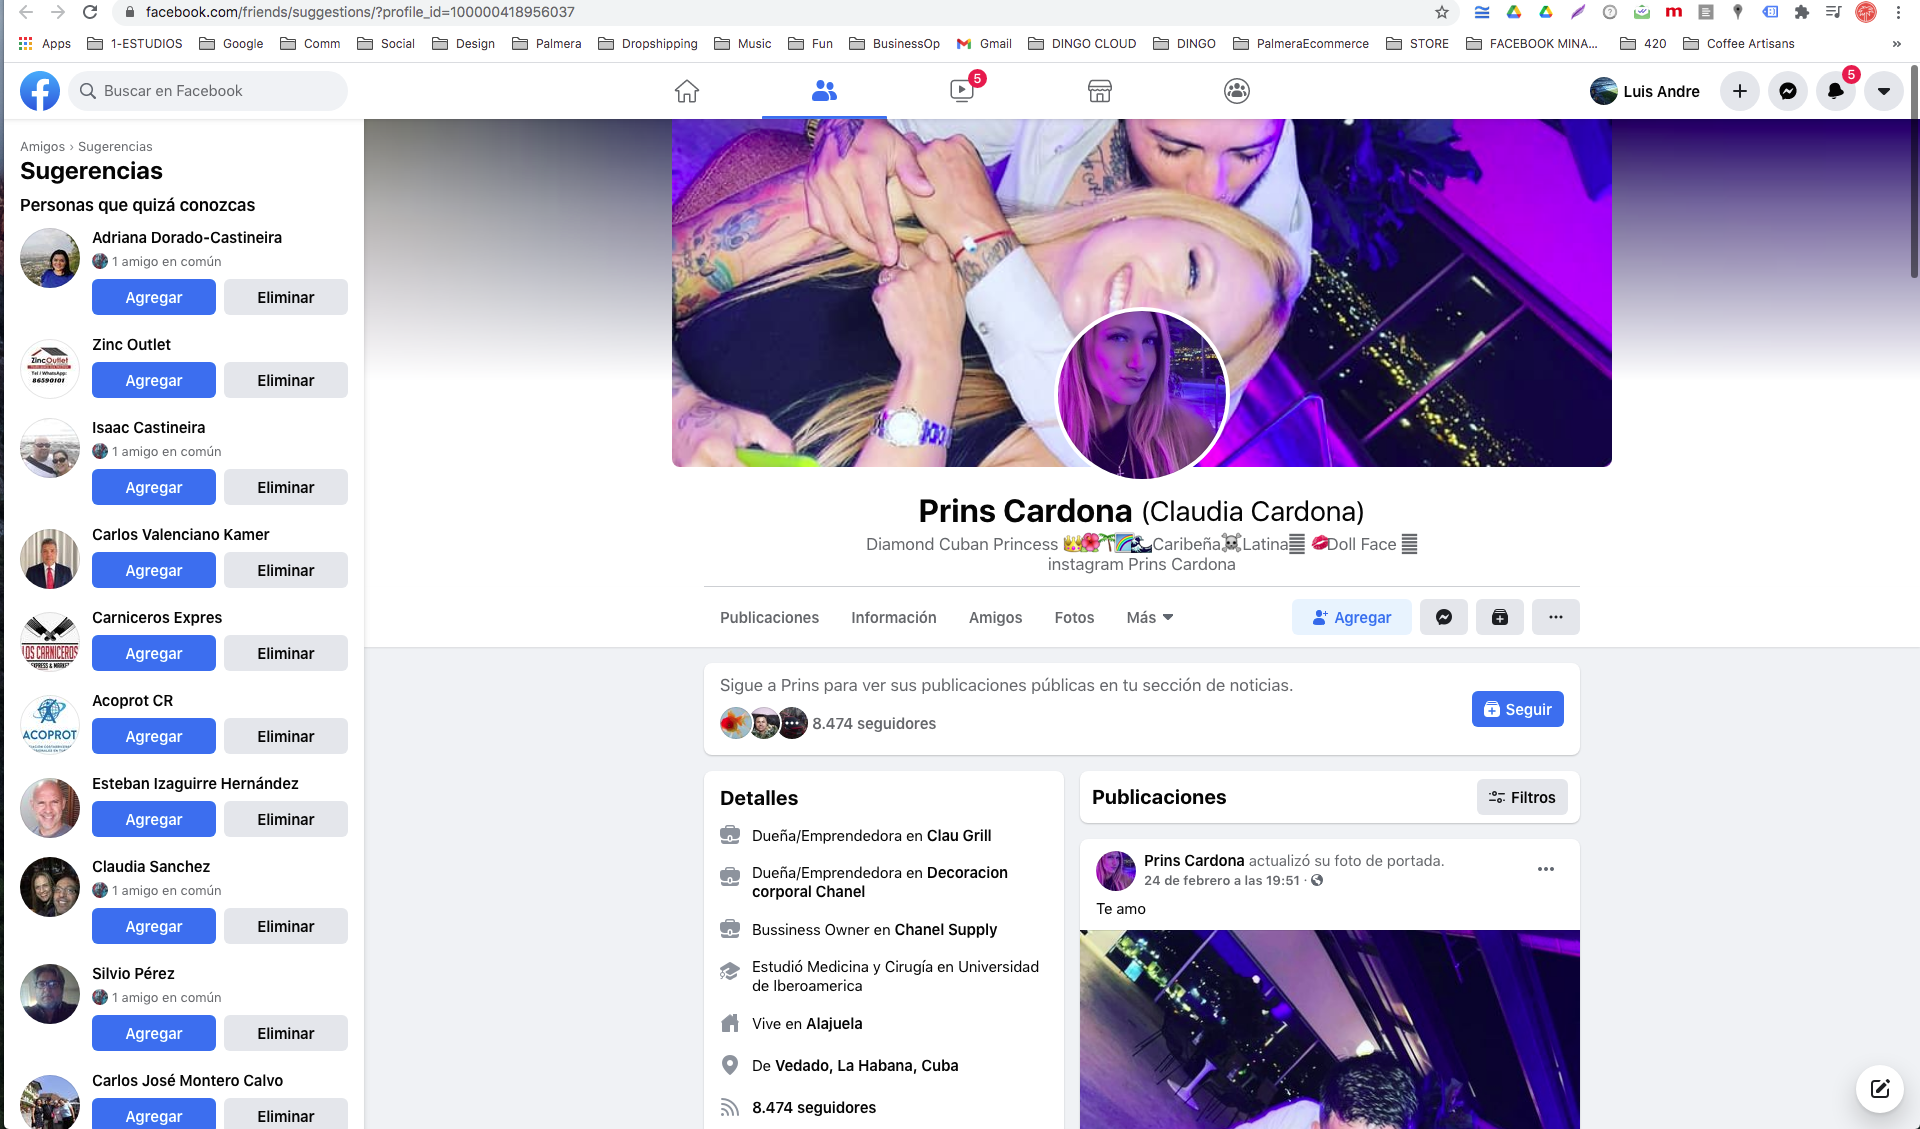 facebook.com/friends/suggestions/?profile_id=100000418956037
Apps 1-ESTUDIOS Google Comm Social Design Palmera Dropshipping Music Fun BusinessOp Gmail DINGO CLOUD DINGO PalmeraEcommerce STORE FACEBOOK MINA... 420 Coffee Artisans »
Buscar en Facebook
5
Luis Andre
5
Amigos › Sugerencias
Sugerencias
Personas que quizá conozcas
Adriana Dorado-Castineira
1 amigo en común
Agregar Eliminar
Zinc Outlet
ZincOutlet
Tel / WhatsApp:
86590101
Agregar Eliminar
Isaac Castineira
1 amigo en común
Agregar Eliminar
Carlos Valenciano Kamer
Agregar Eliminar
Carniceros Expres
LOS CARNICEROS
EXPRESS & MARKET
Agregar Eliminar
Acoprot CR
ACOPROT
Agregar Eliminar
Esteban Izaguirre Hernández
Agregar Eliminar
Claudia Sanchez
1 amigo en común
Agregar Eliminar
Silvio Pérez
1 amigo en común
Agregar Eliminar
Carlos José Montero Calvo
Agregar Eliminar
Prins Cardona (Claudia Cardona)
Diamond Cuban Princess 👑🌺🌴🌈🌊Caribeña☠️Latina 💋Doll Face
instagram Prins Cardona
Publicaciones Información Amigos Fotos Más Agregar
Sigue a Prins para ver sus publicaciones públicas en tu sección de noticias.
8.474 seguidores
Seguir
Detalles
Dueña/Emprendedora en Clau Grill
Dueña/Emprendedora en Decoracion
corporal Chanel
Bussiness Owner en Chanel Supply
Estudió Medicina y Cirugía en Universidad
de Iberoamerica
Vive en Alajuela
De Vedado, La Habana, Cuba
8.474 seguidores
Publicaciones
Filtros
Prins Cardona actualizó su foto de portada.
24 de febrero a las 19:51 ·
Te amo